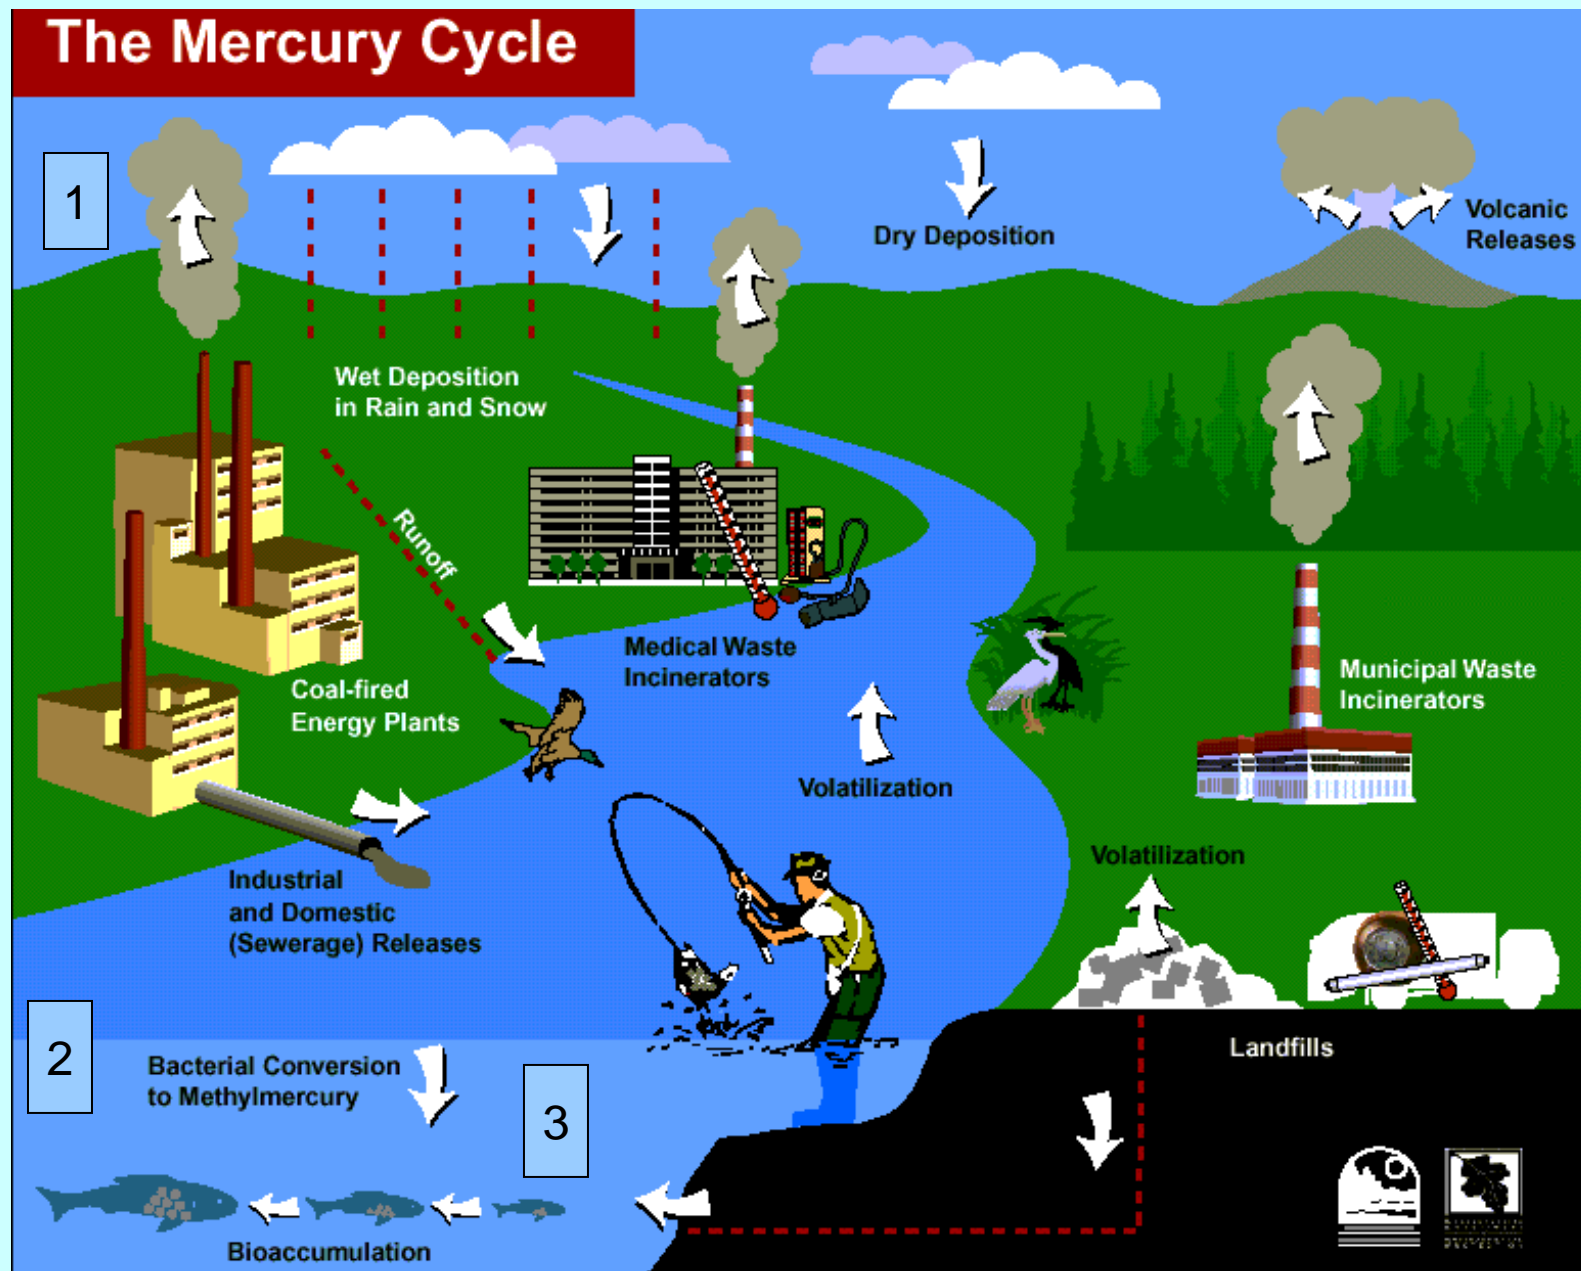 The Mercury Cycle
1
Dry Deposition
Volcanic
Releases
Wet Deposition
in Rain and Snow
Runoff
Medical Waste
Incinerators
Coal-fired
Energy Plants
Municipal Waste
Incinerators
Volatilization
Volatilization
Industrial
and Domestic
(Sewerage) Releases
2
Bacterial Conversion
to Methylmercury
3
Landfills
Bioaccumulation